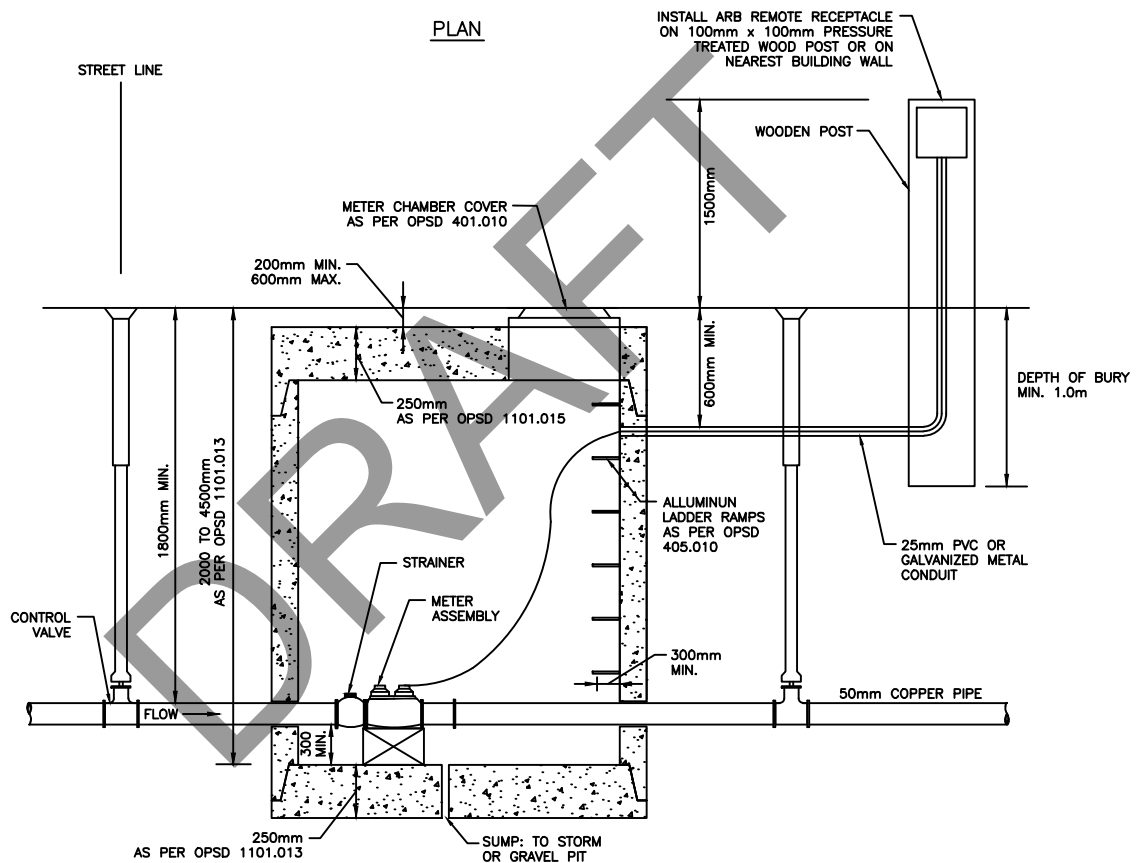 PLAN
INSTALL ARB REMOTE RECEPTACLE
ON 100mm x 100mm PRESSURE
TREATED WOOD POST OR ON
NEAREST BUILDING WALL
STREET LINE
WOODEN POST
1500mm
METER CHAMBER COVER
AS PER OPSD 401.010
200mm MIN.
600mm MAX.
600mm MIN.
DEPTH OF BURY
MIN. 1.0m
250mm
AS PER OPSD 1101.015
1800mm MIN.
2000 TO 4500mm
AS PER OPSD 1101.013
ALLUMINUN
LADDER RAMPS
AS PER OPSD
405.010
25mm PVC OR
GALVANIZED METAL
CONDUIT
STRAINER
METER
ASSEMBLY
CONTROL
VALVE
300mm
MIN.
50mm COPPER PIPE
FLOW
300
MIN.
250mm
AS PER OPSD 1101.013
SUMP: TO STORM
OR GRAVEL PIT
DRAFT